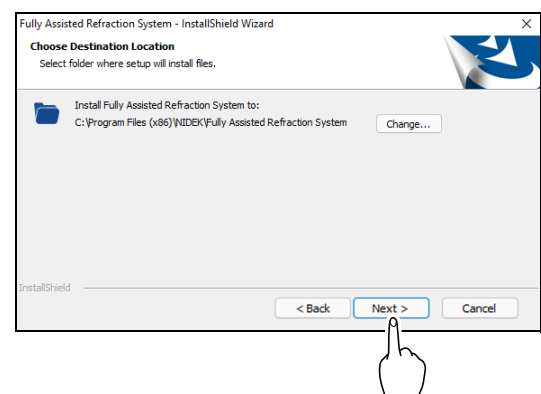 Fully Assisted Refraction System - InstallShield Wizard
Choose Destination Location
Select folder where setup will install files.
Install Fully Assisted Refraction System to:
C:\Program Files (x86)\NIDEK\Fully Assisted Refraction System
Change...
InstallShield
< Back
Next >
Cancel